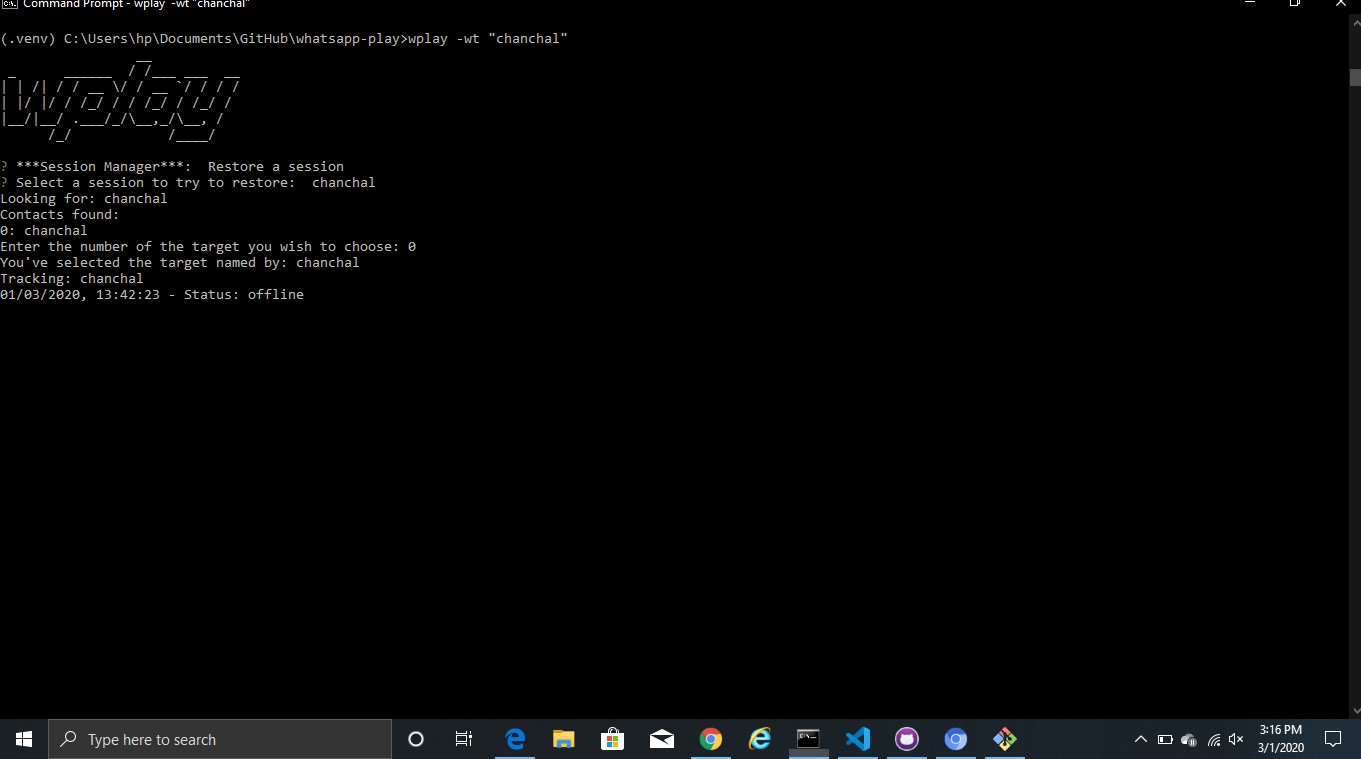 Command Prompt - wplay -wt "chanchal"
(.venv) C:\Users\hp\Documents\GitHub\whatsapp-play>wplay -wt "chanchal"
wplay
? ***Session Manager***:  Restore a session
? Select a session to try to restore:  chanchal
Looking for: chanchal
Contacts found:
0: chanchal
Enter the number of the target you wish to choose: 0
You've selected the target named by: chanchal
Tracking: chanchal
01/03/2020, 13:42:23 - Status: offline
Type here to search
3:16 PM
3/1/2020